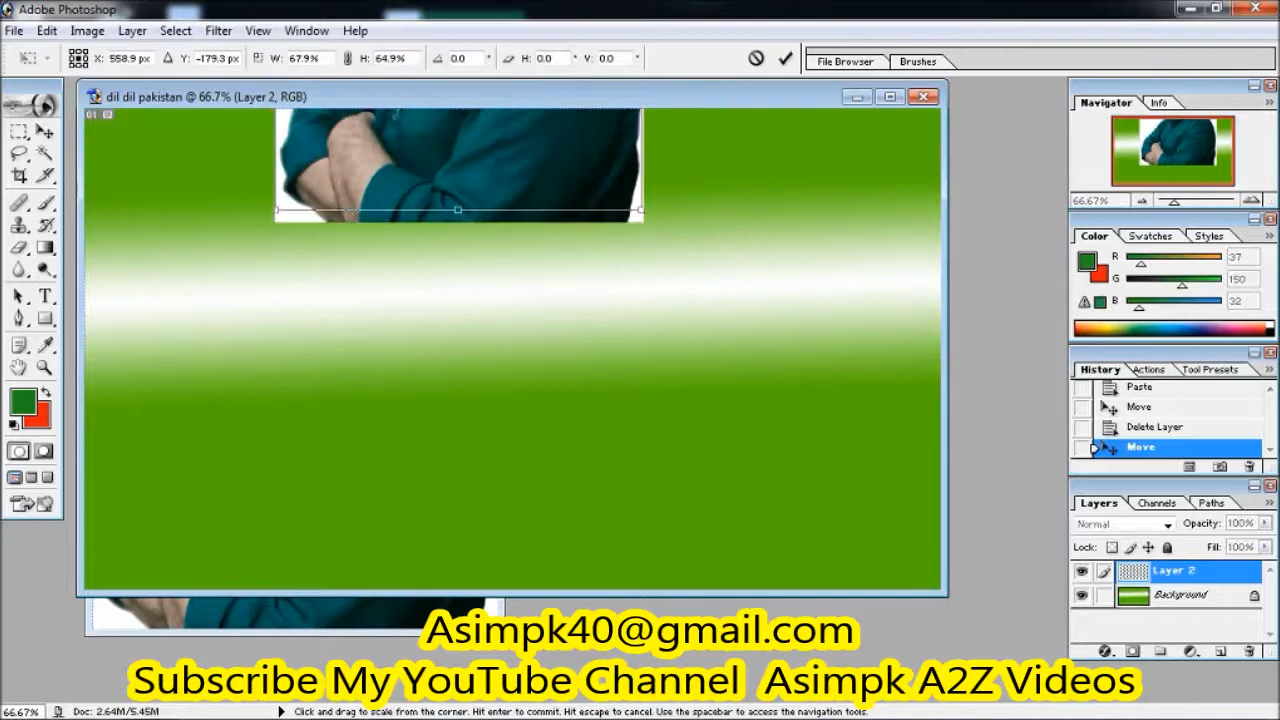 Adobe Photoshop
File Edit Image Layer Select Filter View Window Help
X: 558.9 px Y: -179.3 px W: 67.9% H: 64.9% 0.0 ° H: 0.0 ° V: 0.0 °
File Browser Brushes
dil dil pakistan @ 66.7% (Layer 2, RGB)
01
Navigator Info
66.67%
Color Swatches Styles
R 37
G 150
B 32
History Actions Tool Presets
Paste
Move
Delete Layer
Move
Layers Channels Paths
Normal Opacity: 100%
Lock: Fill: 100%
Layer 2
Background
Asimpk40@gmail.com
Subscribe My YouTube Channel Asimpk A2Z Videos
66.67% Doc: 2.64M/5.45M Click and drag to scale from the corner. Hit enter to commit. Hit escape to cancel. Use the spacebar to access the navigation tools.